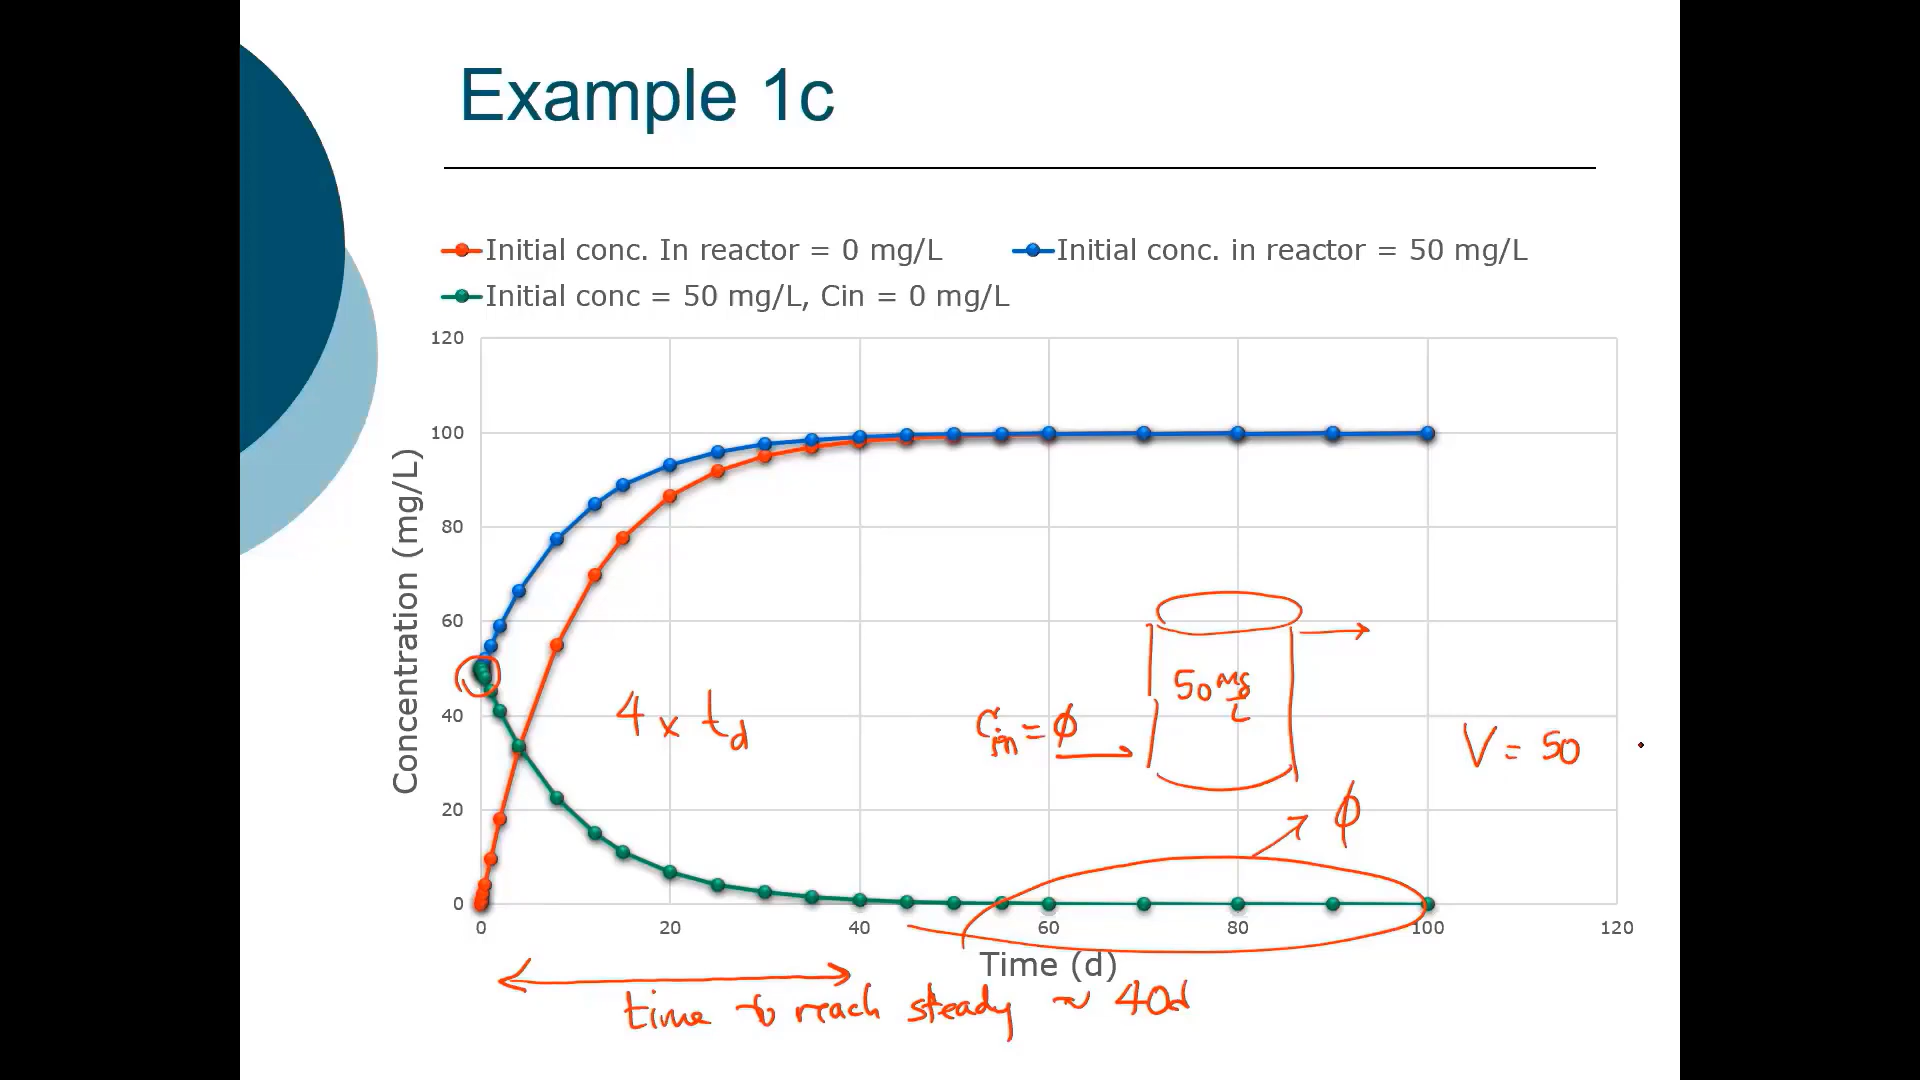 Example 1c
Initial conc. In reactor = 0 mg/L
Initial conc. in reactor = 50 mg/L
Initial conc = 50 mg/L, Cin = 0 mg/L
Concentration (mg/L)
120
100
80
60
40
20
0
0 20 40 60 80 100 120
Time (d)
4 x td
Cin = ϕ
50 mg/L
V = 50
ϕ
time to reach steady ~ 40d